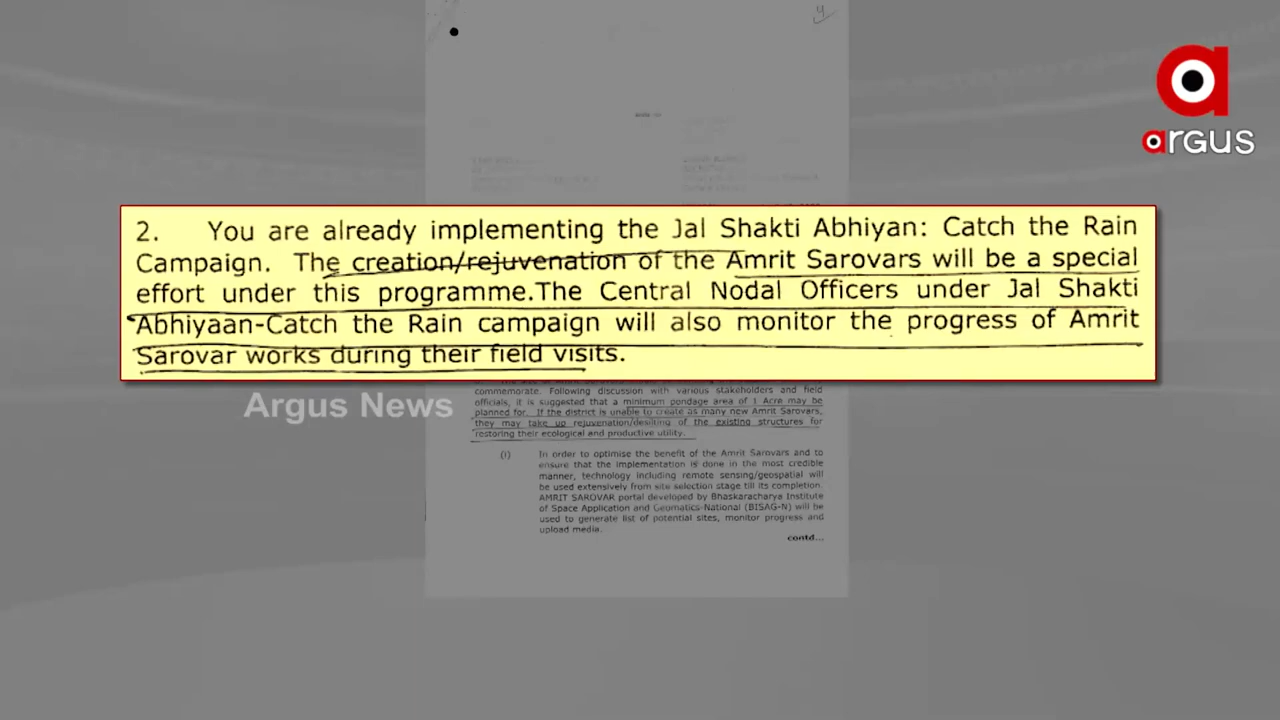 4
argus
2. You are already implementing the Jal Shakti Abhiyan: Catch the Rain
Campaign. The creation/rejuvenation of the Amrit Sarovars will be a special
effort under this programme.The Central Nodal Officers under Jal Shakti
Abhiyaan-Catch the Rain campaign will also monitor the progress of Amrit
Sarovar works during their field visits.
Argus News
commemorate. Following discussion with various stakeholders and field
officials, it is suggested that a minimum pondage area of 1 Acre may be
planned for. If the district is unable to create as many new Amrit Sarovars,
they may take up rejuvenation/desilting of the existing structures for
restoring their ecological and productive utility.
(i) In order to optimise the benefit of the Amrit Sarovars and to
ensure that the implementation is done in the most credible
manner, technology including remote sensing/geospatial will
be used extensively from site selection stage till its completion.
AMRIT SAROVAR portal developed by Bhaskaracharya Institute
of Space Application and Geomatics-National (BISAG-N) will be
used to generate list of potential sites, monitor progress and
upload media.
contd...